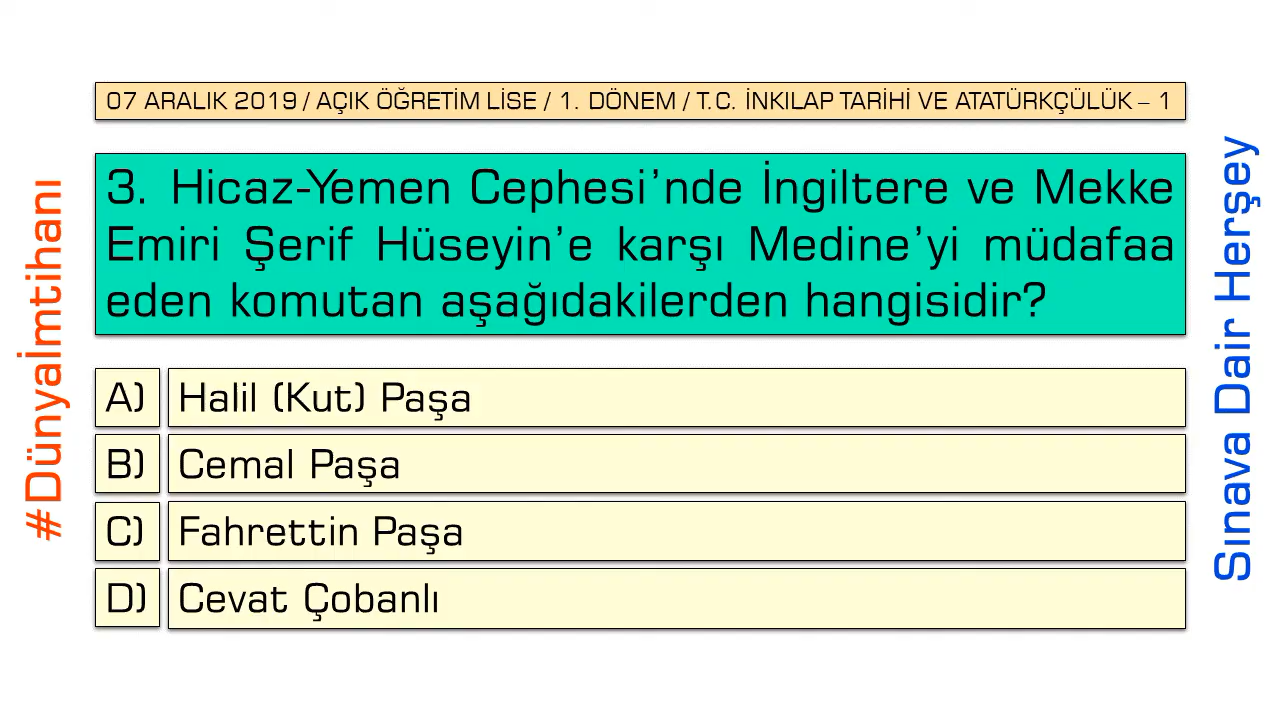 07 ARALIK 2019 / AÇIK ÖĞRETİM LİSE / 1. DÖNEM / T.C. İNKILAP TARİHİ VE ATATÜRKÇÜLÜK – 1
3. Hicaz-Yemen Cephesi’nde İngiltere ve Mekke
Emiri Şerif Hüseyin’e karşı Medine’yi müdafaa
eden komutan aşağıdakilerden hangisidir?
A) Halil (Kut) Paşa
B) Cemal Paşa
C) Fahrettin Paşa
D) Cevat Çobanlı
#Dünyaİmtihanı
Sınava Dair Herşey